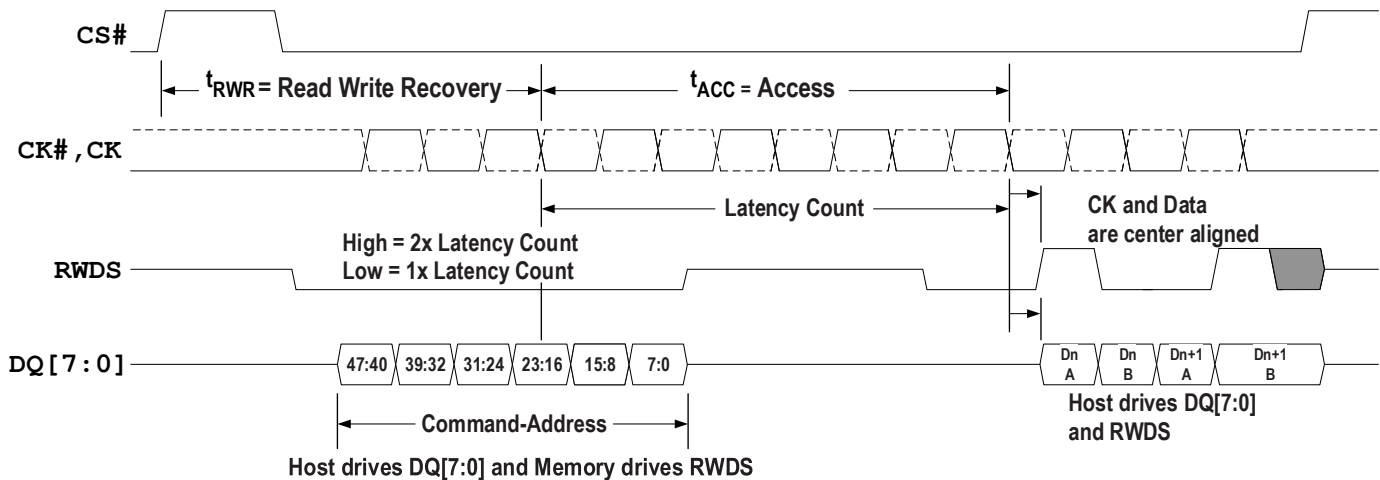 CS#
tRWR = Read Write Recovery
tACC = Access
CK#,CK
Latency Count
CK and Data
are center aligned
High = 2x Latency Count
Low = 1x Latency Count
RWDS
DQ[7:0]
47:40 39:32 31:24 23:16 15:8 7:0
Dn Dn Dn+1 Dn+1
A B A B
Host drives DQ[7:0]
and RWDS
Command-Address
Host drives DQ[7:0] and Memory drives RWDS